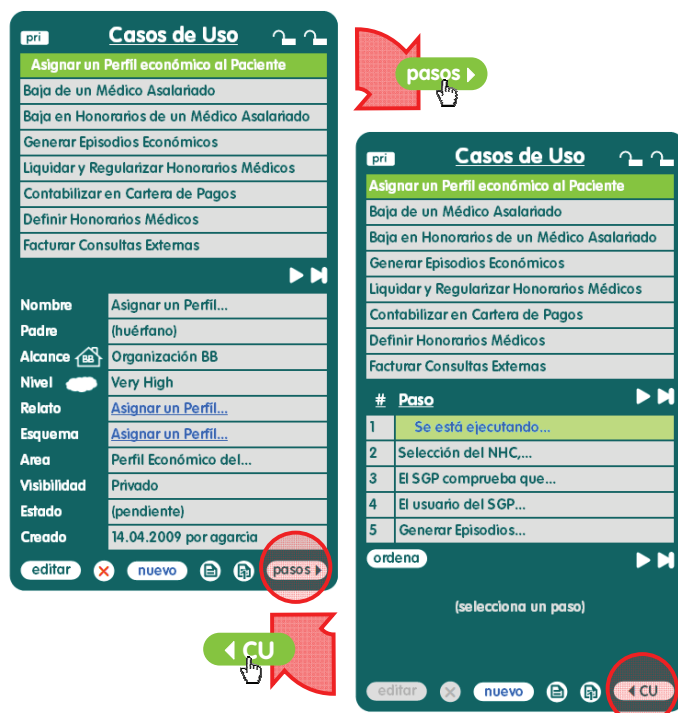 pri Casos de Uso
Asignar un Perfil económico al Paciente
Baja de un Médico Asalariado
Baja en Honorarios de un Médico Asalariado
Generar Episodios Económicos
Liquidar y Regularizar Honorarios Médicos
Contabilizar en Cartera de Pagos
Definir Honorarios Médicos
Facturar Consultas Externas
Nombre Asignar un Perfil...
Padre (huérfano)
Alcance BB Organización BB
Nivel Very High
Relato Asignar un Perfil...
Esquema Asignar un Perfil...
Area Perfil Económico del...
Visibilidad Privado
Estado (pendiente)
Creado 14.04.2009 por agarcia
editar nuevo pasos
pasos
pri Casos de Uso
Asignar un Perfil económico al Paciente
Baja de un Médico Asalariado
Baja en Honorarios de un Médico Asalariado
Generar Episodios Económicos
Liquidar y Regularizar Honorarios Médicos
Contabilizar en Cartera de Pagos
Definir Honorarios Médicos
Facturar Consultas Externas
# Paso
1 Se está ejecutando...
2 Selección del NHC,...
3 El SGP comprueba que...
4 El usuario del SGP...
5 Generar Episodios...
ordena
(selecciona un paso)
editar nuevo CU
CU